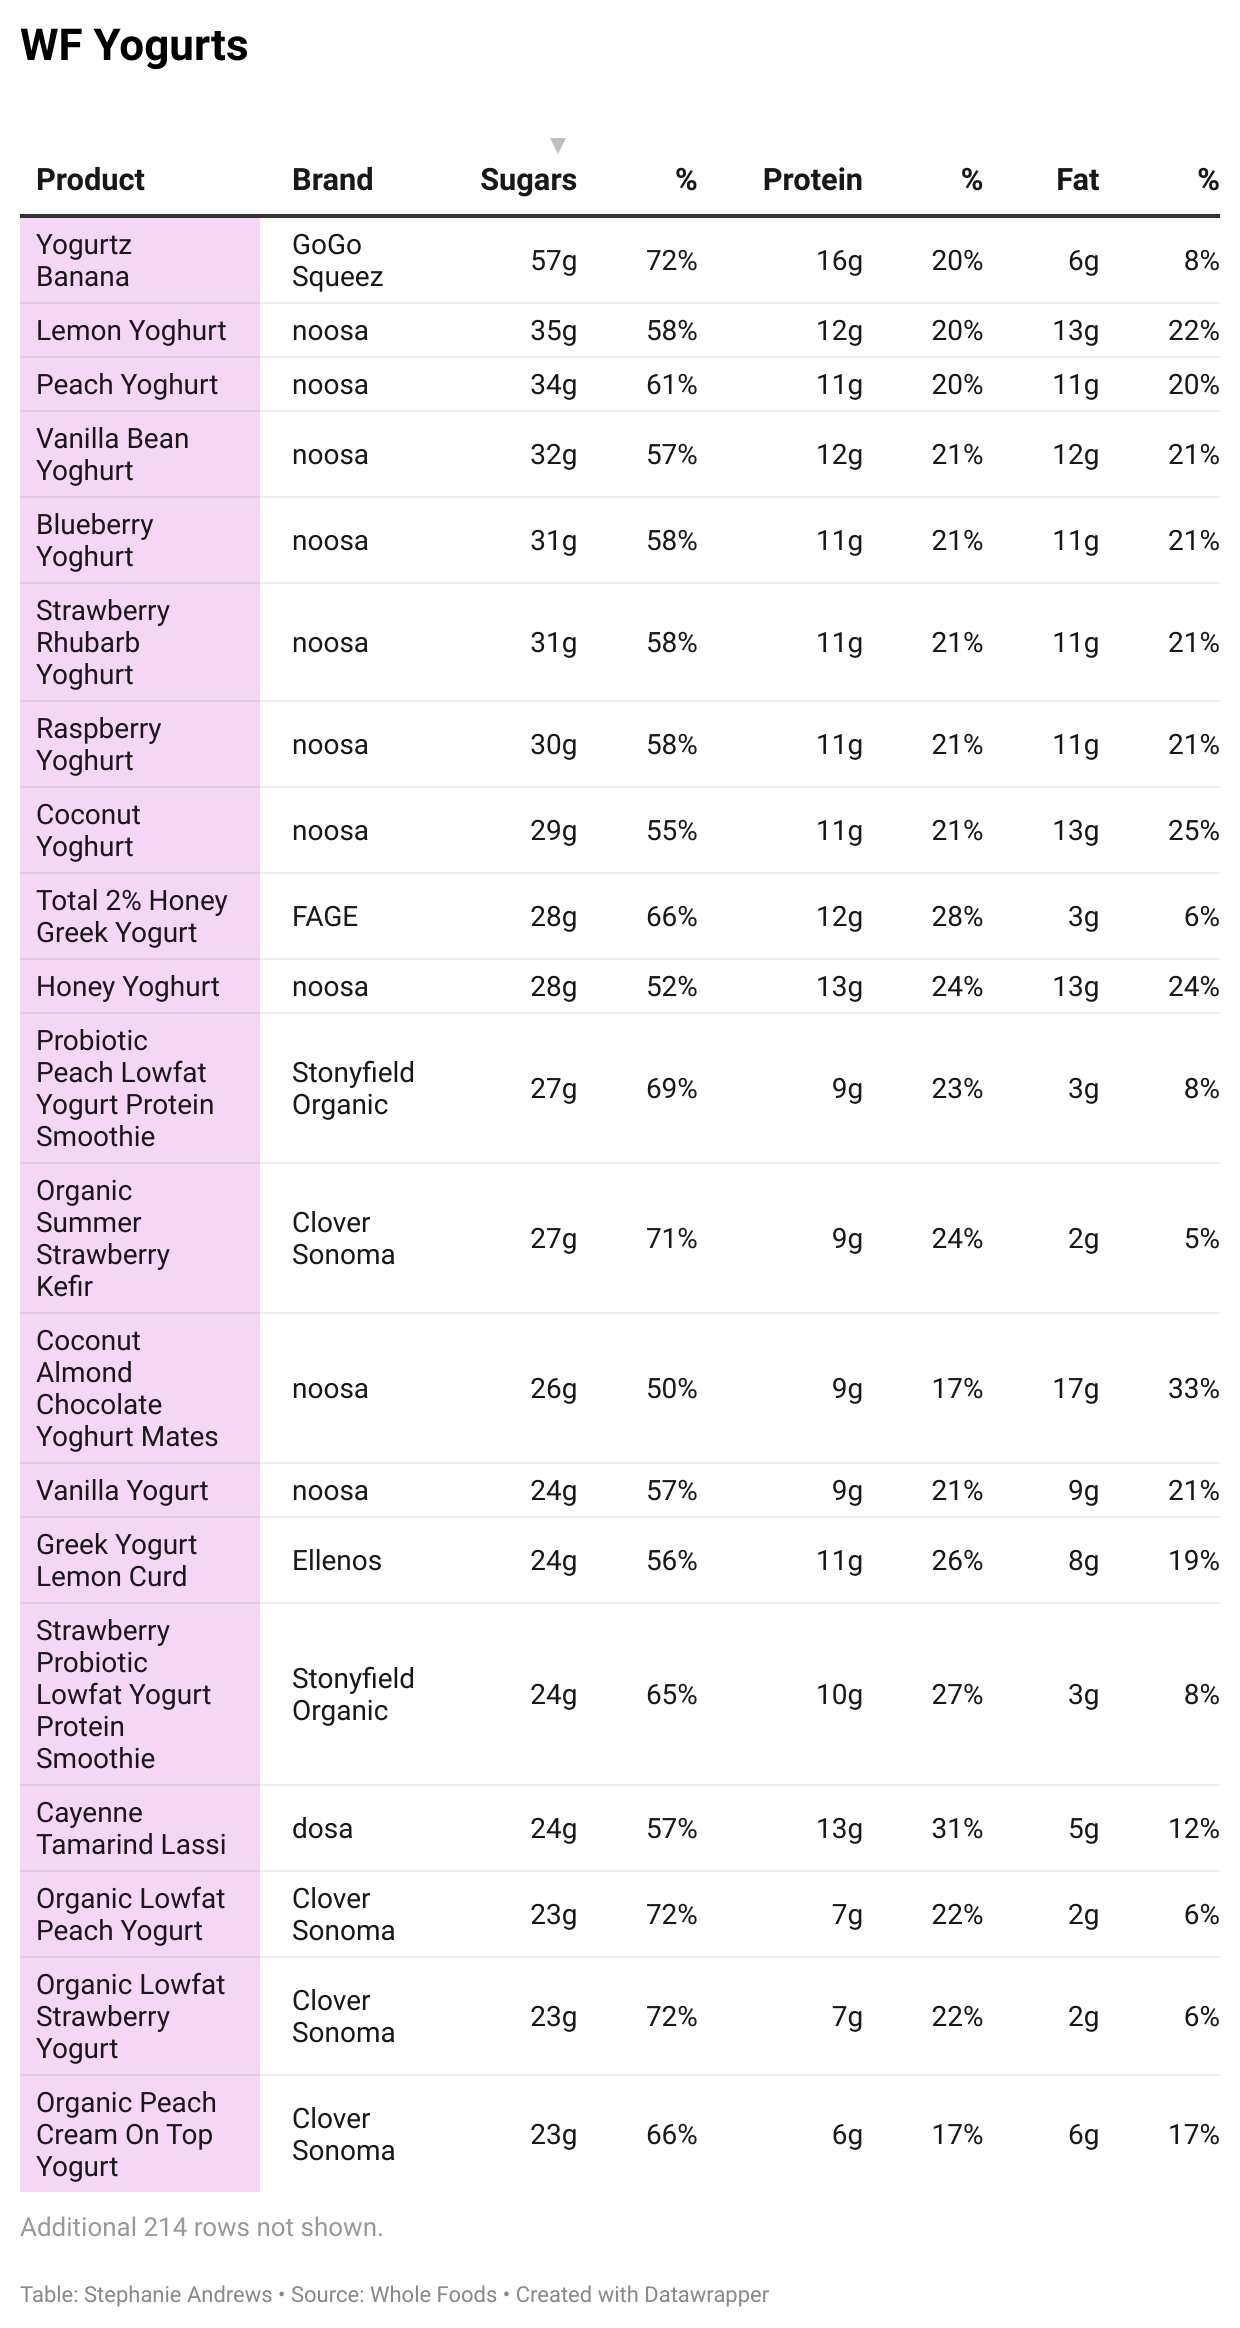 WF Yogurts
▼
Product Brand Sugars % Protein % Fat %
Yogurtz
Banana
GoGo
Squeez
57g 72% 16g 20% 6g 8%
Lemon Yoghurt noosa 35g 58% 12g 20% 13g 22%
Peach Yoghurt noosa 34g 61% 11g 20% 11g 20%
Vanilla Bean
Yoghurt
noosa 32g 57% 12g 21% 12g 21%
Blueberry
Yoghurt
noosa 31g 58% 11g 21% 11g 21%
Strawberry
Rhubarb
Yoghurt
noosa 31g 58% 11g 21% 11g 21%
Raspberry
Yoghurt
noosa 30g 58% 11g 21% 11g 21%
Coconut
Yoghurt
noosa 29g 55% 11g 21% 13g 25%
Total 2% Honey
Greek Yogurt
FAGE 28g 66% 12g 28% 3g 6%
Honey Yoghurt noosa 28g 52% 13g 24% 13g 24%
Probiotic
Peach Lowfat
Yogurt Protein
Smoothie
Stonyfield
Organic
27g 69% 9g 23% 3g 8%
Organic
Summer
Strawberry
Kefir
Clover
Sonoma
27g 71% 9g 24% 2g 5%
Coconut
Almond
Chocolate
Yoghurt Mates
noosa 26g 50% 9g 17% 17g 33%
Vanilla Yogurt noosa 24g 57% 9g 21% 9g 21%
Greek Yogurt
Lemon Curd
Ellenos 24g 56% 11g 26% 8g 19%
Strawberry
Probiotic
Lowfat Yogurt
Protein
Smoothie
Stonyfield
Organic
24g 65% 10g 27% 3g 8%
Cayenne
Tamarind Lassi
dosa 24g 57% 13g 31% 5g 12%
Organic Lowfat
Peach Yogurt
Clover
Sonoma
23g 72% 7g 22% 2g 6%
Organic Lowfat
Strawberry
Yogurt
Clover
Sonoma
23g 72% 7g 22% 2g 6%
Organic Peach
Cream On Top
Yogurt
Clover
Sonoma
23g 66% 6g 17% 6g 17%
Additional 214 rows not shown.
Table: Stephanie Andrews • Source: Whole Foods • Created with Datawrapper